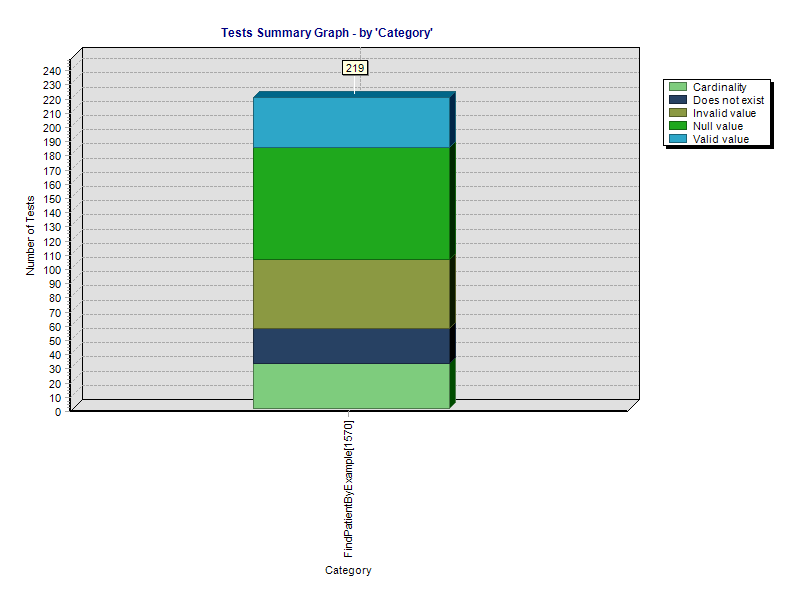 Tests Summary Graph - by 'Category'
219
240
230
220
210
200
190
180
170
160
150
140
130
120
110
100
90
80
70
60
50
40
30
20
10
0
Number of Tests
FindPatientByExample[1570]
Category
Cardinality
Does not exist
Invalid value
Null value
Valid value